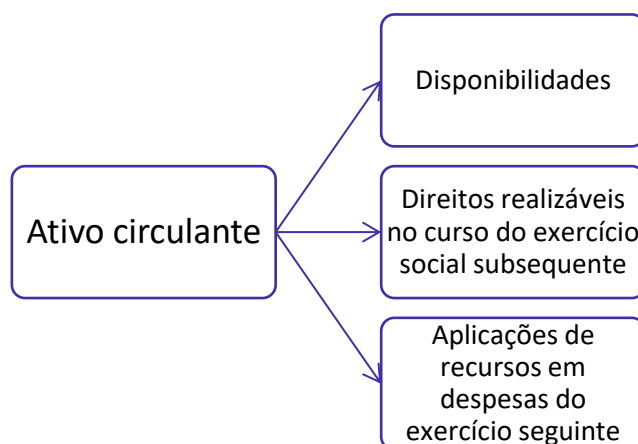 Disponibilidades
Ativo circulante
Direitos realizáveis
no curso do exercício
social subsequente
Aplicações de
recursos em
despesas do
exercício seguinte